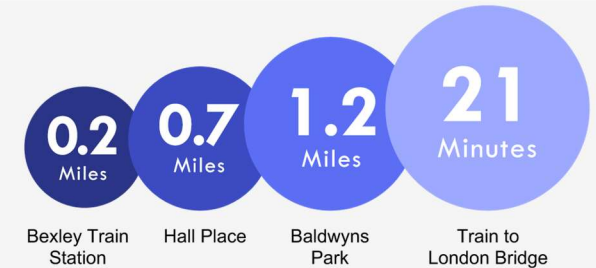 0.2
Miles
0.7
Miles
1.2
Miles
21
Minutes
Bexley Train
Station
Hall Place
Baldwyns
Park
Train to
London Bridge